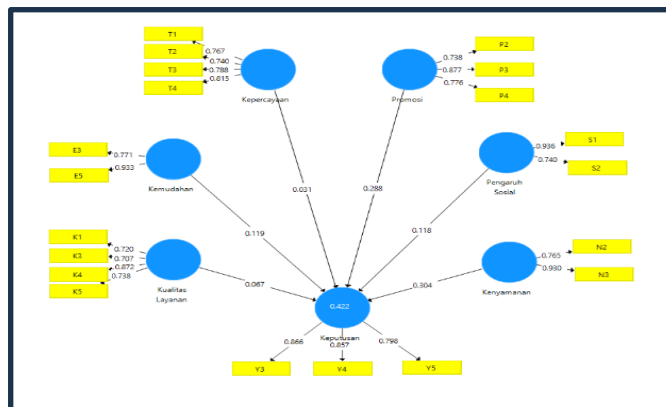 T1
T2
T3
T4
0.767
0.740
0.788
0.815
Kepercayaan
P2
P3
P4
0.738
0.877
0.776
Promosi
E3
E5
0.771
0.933
Kemudahan
S1
S2
0.936
0.740
Pengaruh
Sosial
0.031
0.288
0.119
0.118
K1
K3
K4
K5
0.720
0.707
0.872
0.738
Kualitas
Layanan
0.067
0.304
N2
N3
0.765
0.930
Kenyamanan
0.422
Keputusan
0.866
0.857
0.798
Y3
Y4
Y5